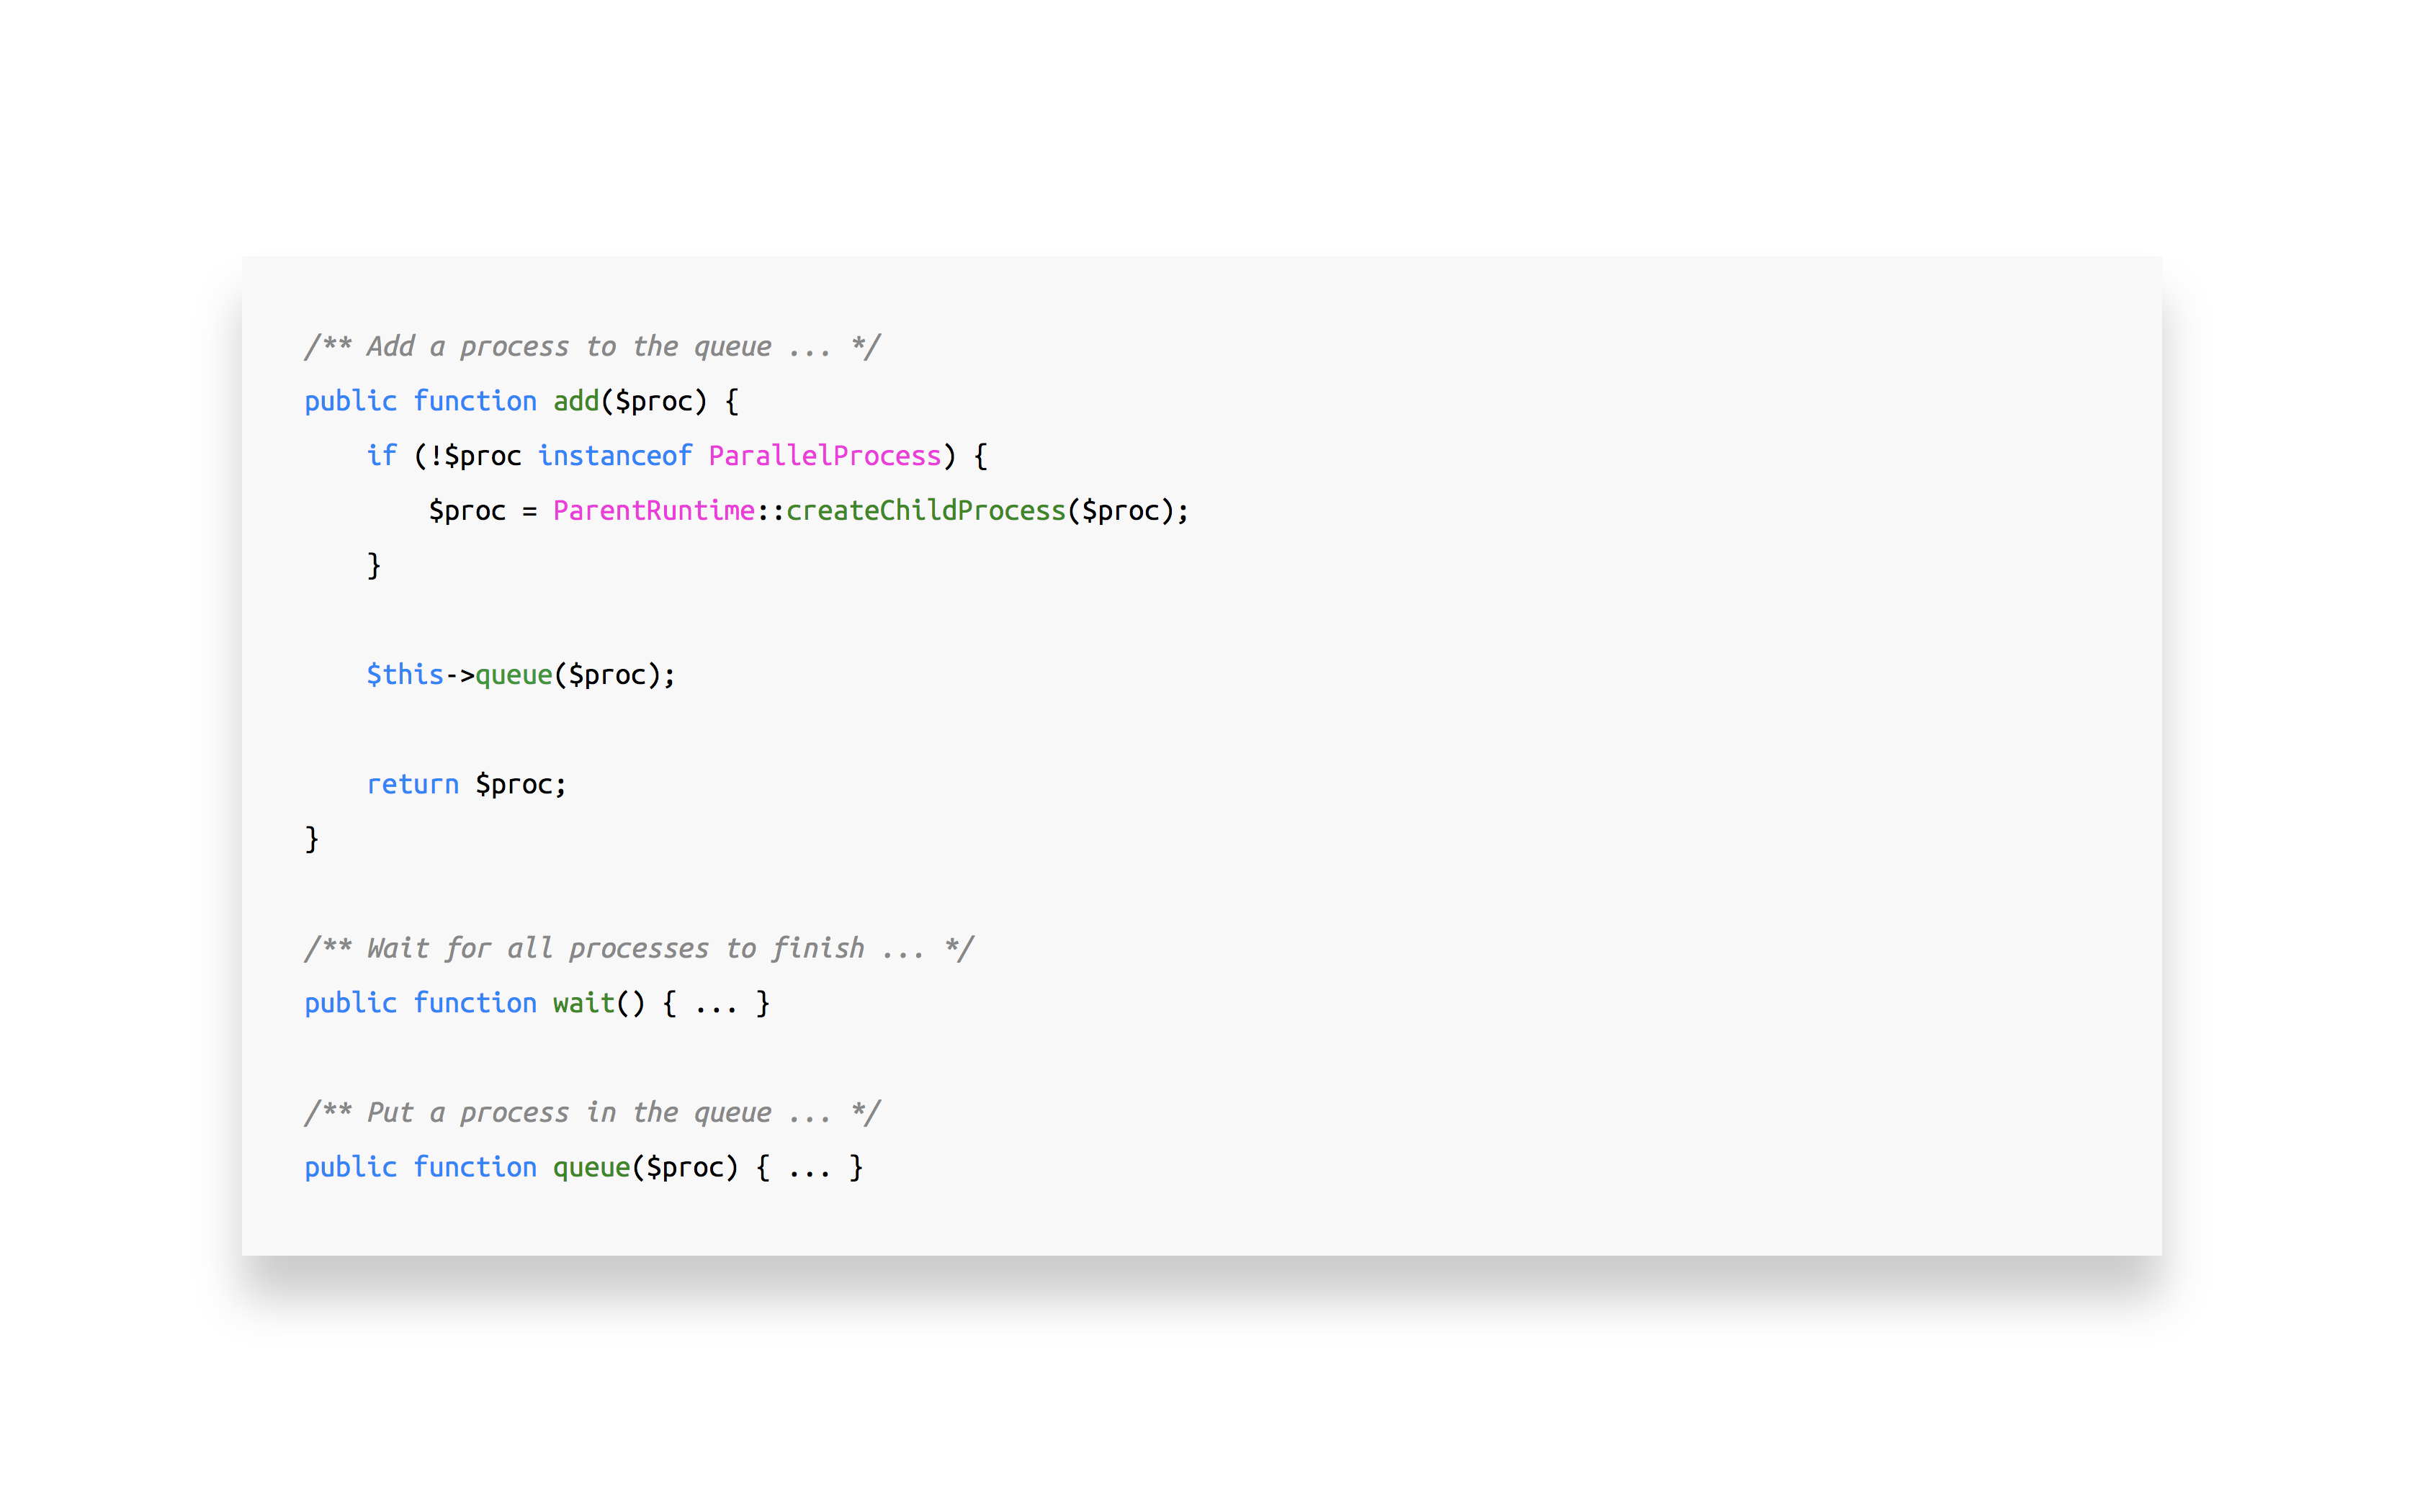 /** Add a process to the queue ... */
public function add($proc) {
    if (!$proc instanceof ParallelProcess) {
        $proc = ParentRuntime::createChildProcess($proc);
    }

    $this->queue($proc);

    return $proc;
}

/** Wait for all processes to finish ... */
public function wait() { ... }

/** Put a process in the queue ... */
public function queue($proc) { ... }